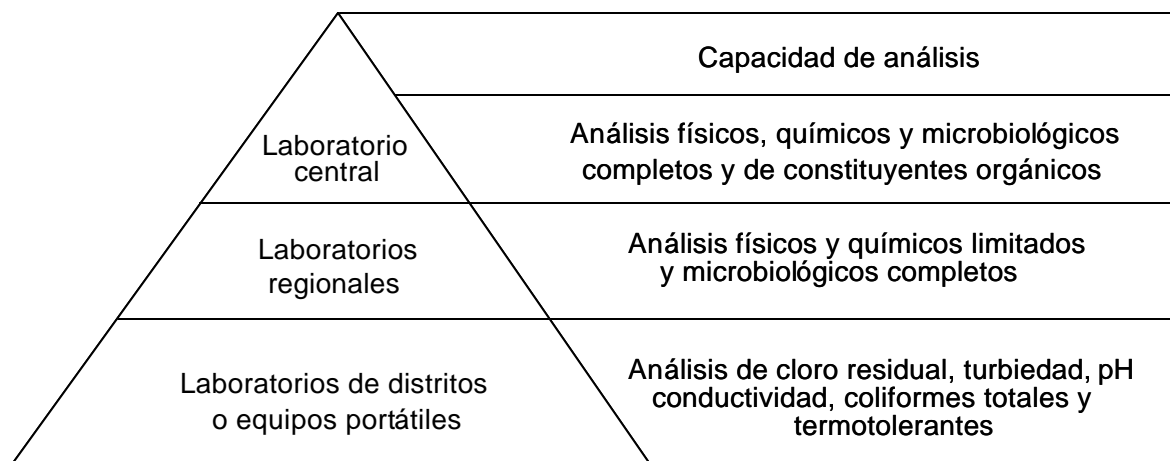 Capacidad de análisis
Laboratorio
central
Análisis físicos, químicos y microbiológicos
completos y de constituyentes orgánicos
Laboratorios
regionales
Análisis físicos y químicos limitados
y microbiológicos completos
Laboratorios de distritos
o equipos portátiles
Análisis de cloro residual, turbiedad, pH
conductividad, coliformes totales y
termotolerantes